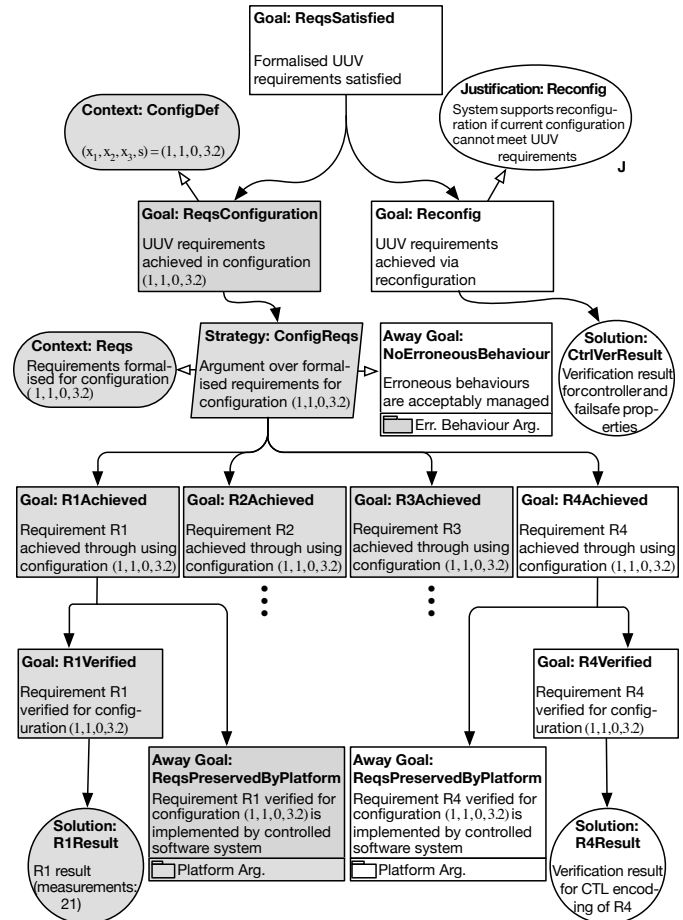 Goal: ReqsSatisfied
Formalised UUV
requirements satisfied
Context: ConfigDef
(x₁, x₂, x₃, s) = (1, 1, 0, 3.2)
Justification: Reconfig
System supports reconfigu-
ration if current configuration
cannot meet UUV
requirements
J
Goal: ReqsConfiguration
UUV requirements
achieved in configuration
(1,1,0,3.2)
Goal: Reconfig
UUV requirements
achieved via
reconfiguration
Context: Reqs
Requirements formal-
ised for configuration
(1,1,0,3.2)
Strategy: ConfigReqs
Argument over formal-
ised requirements for
configuration (1,1,0,3.2)
Away Goal:
NoErroneousBehaviour
Erroneous behaviours
are acceptably managed
Err. Behaviour Arg.
Solution:
CtrlVerResult
Verification result
for controller and
failsafe prop-
erties
Goal: R1Achieved
Requirement R1
achieved through using
configuration (1,1,0,3.2)
Goal: R2Achieved
Requirement R2
achieved through using
configuration (1,1,0,3.2)
Goal: R3Achieved
Requirement R3
achieved through using
configuration (1,1,0,3.2)
Goal: R4Achieved
Requirement R4
achieved through using
configuration (1,1,0,3.2)
Goal: R1Verified
Requirement R1
verified for config-
uration (1,1,0,3.2)
Goal: R4Verified
Requirement R4
verified for config-
uration (1,1,0,3.2)
Away Goal:
ReqsPreservedByPlatform
Requirement R1 verified for
configuration (1,1,0,3.2) is
implemented by controlled
software system
Platform Arg.
Away Goal:
ReqsPreservedByPlatform
Requirement R4 verified for
configuration (1,1,0,3.2) is
implemented by controlled
software system
Platform Arg.
Solution:
R1Result
R1 result
(measurements:
21)
Solution:
R4Result
Verification result
for CTL encod-
ing of R4